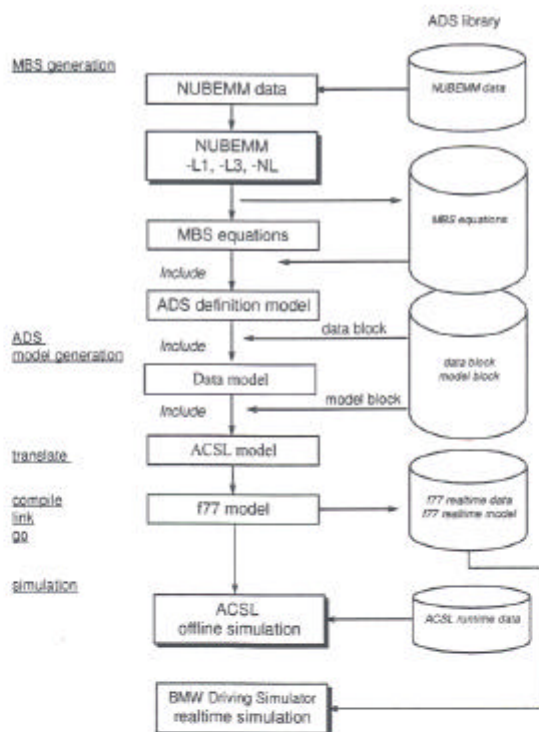 ADS library
MBS generation
NUBEMM data
NUBEMM data
NUBEMM
-L1, -L3, -NL
MBS equations
MBS equations
Include
ADS definition model
ADS
model generation
Include
data block
data block
model block
Data model
Include
model block
translate
ACSL model
compile
link
go
f77 model
f77 realtime data
f77 realtime model
simulation
ACSL
offline simulation
ACSL runtime data
BMW Driving Simulator
realtime simulation